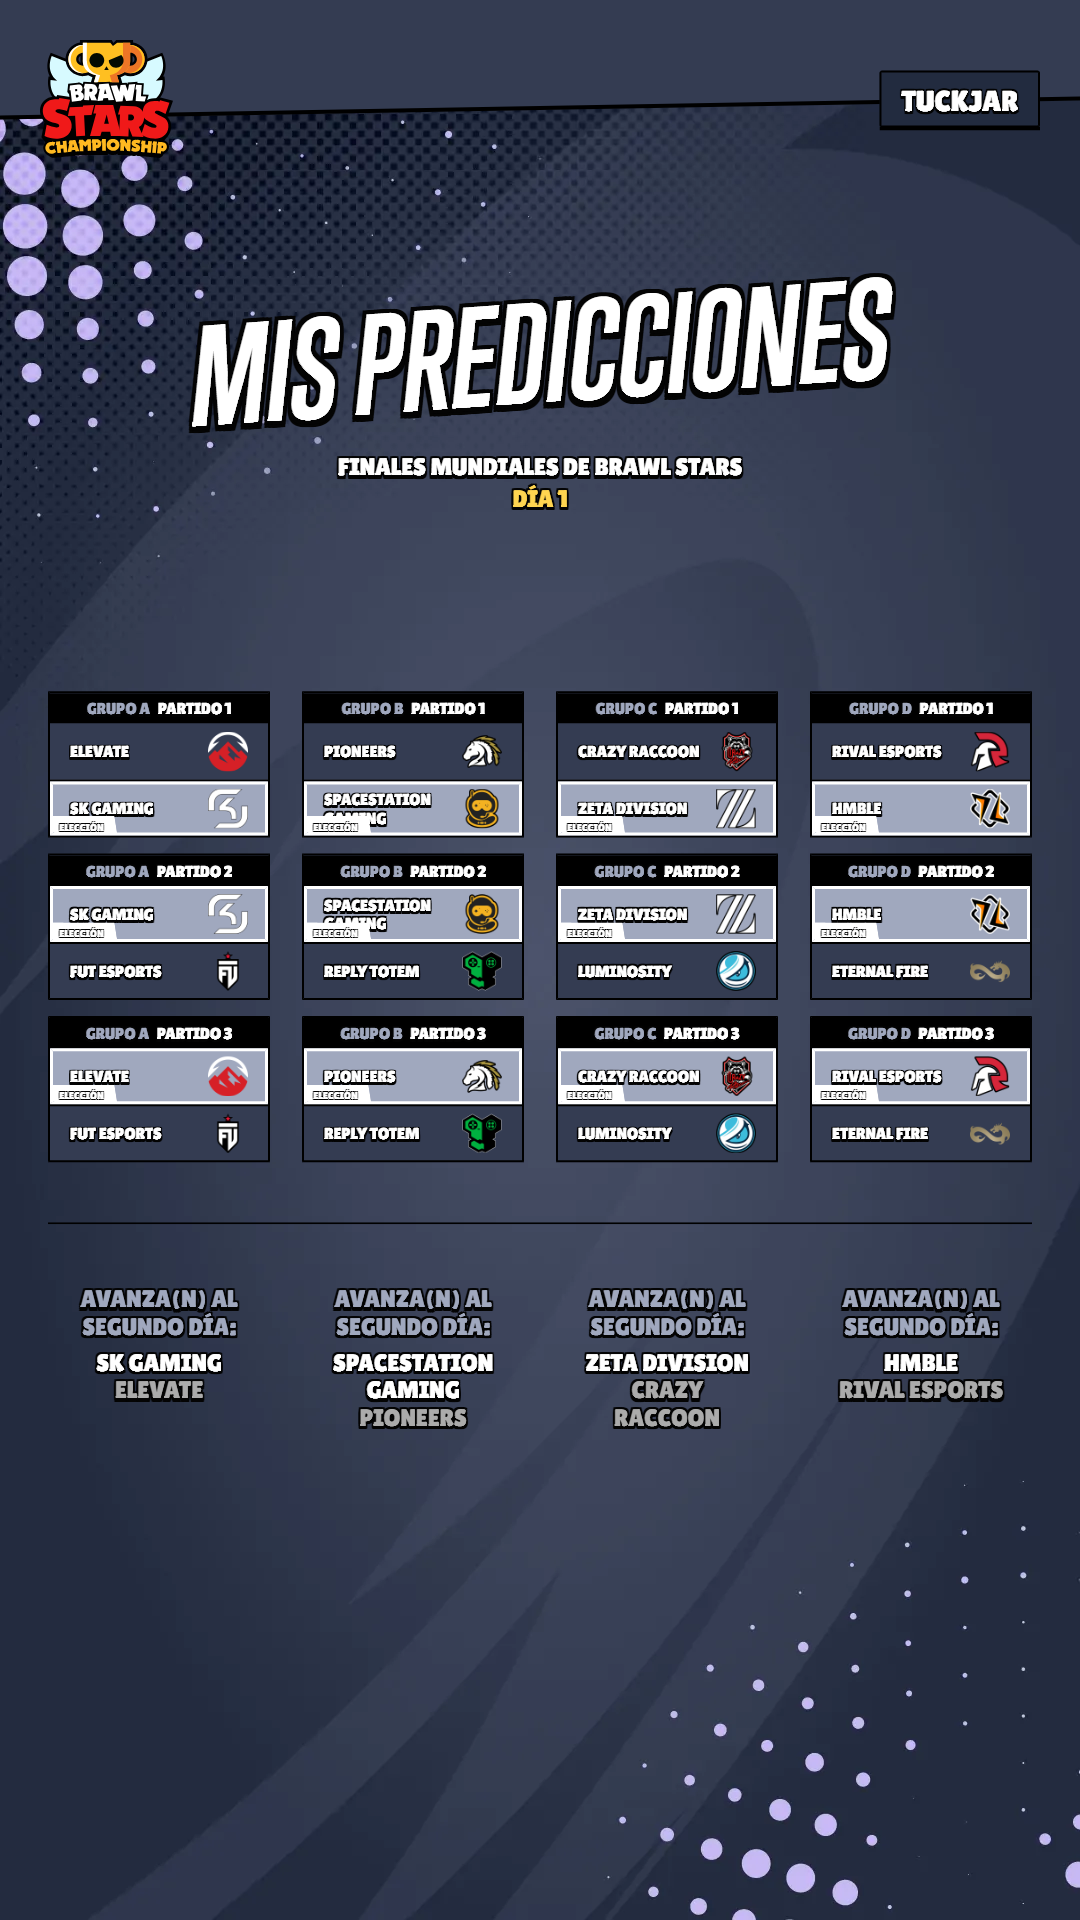 BRAWL
STARS
CHAMPIONSHIP
TUCKJAR
MIS PREDICCIONES
FINALES MUNDIALES DE BRAWL STARS
DÍA 1
GRUPO A PARTIDO 1
ELEVATE
SK GAMING
ELECCIÓN
GRUPO B PARTIDO 1
PIONEERS
SPACESTATION
GAMING
ELECCIÓN
GRUPO C PARTIDO 1
CRAZY RACCOON
ZETA DIVISION
ELECCIÓN
GRUPO D PARTIDO 1
RIVAL ESPORTS
HMBLE
ELECCIÓN
GRUPO A PARTIDO 2
SK GAMING
ELECCIÓN
FUT ESPORTS
GRUPO B PARTIDO 2
SPACESTATION
GAMING
ELECCIÓN
REPLY TOTEM
GRUPO C PARTIDO 2
ZETA DIVISION
ELECCIÓN
LUMINOSITY
GRUPO D PARTIDO 2
HMBLE
ELECCIÓN
ETERNAL FIRE
GRUPO A PARTIDO 3
ELEVATE
ELECCIÓN
FUT ESPORTS
GRUPO B PARTIDO 3
PIONEERS
ELECCIÓN
REPLY TOTEM
GRUPO C PARTIDO 3
CRAZY RACCOON
ELECCIÓN
LUMINOSITY
GRUPO D PARTIDO 3
RIVAL ESPORTS
ELECCIÓN
ETERNAL FIRE
AVANZA(N) AL
SEGUNDO DÍA:
SK GAMING
ELEVATE
AVANZA(N) AL
SEGUNDO DÍA:
SPACESTATION
GAMING
PIONEERS
AVANZA(N) AL
SEGUNDO DÍA:
ZETA DIVISION
CRAZY
RACCOON
AVANZA(N) AL
SEGUNDO DÍA:
HMBLE
RIVAL ESPORTS